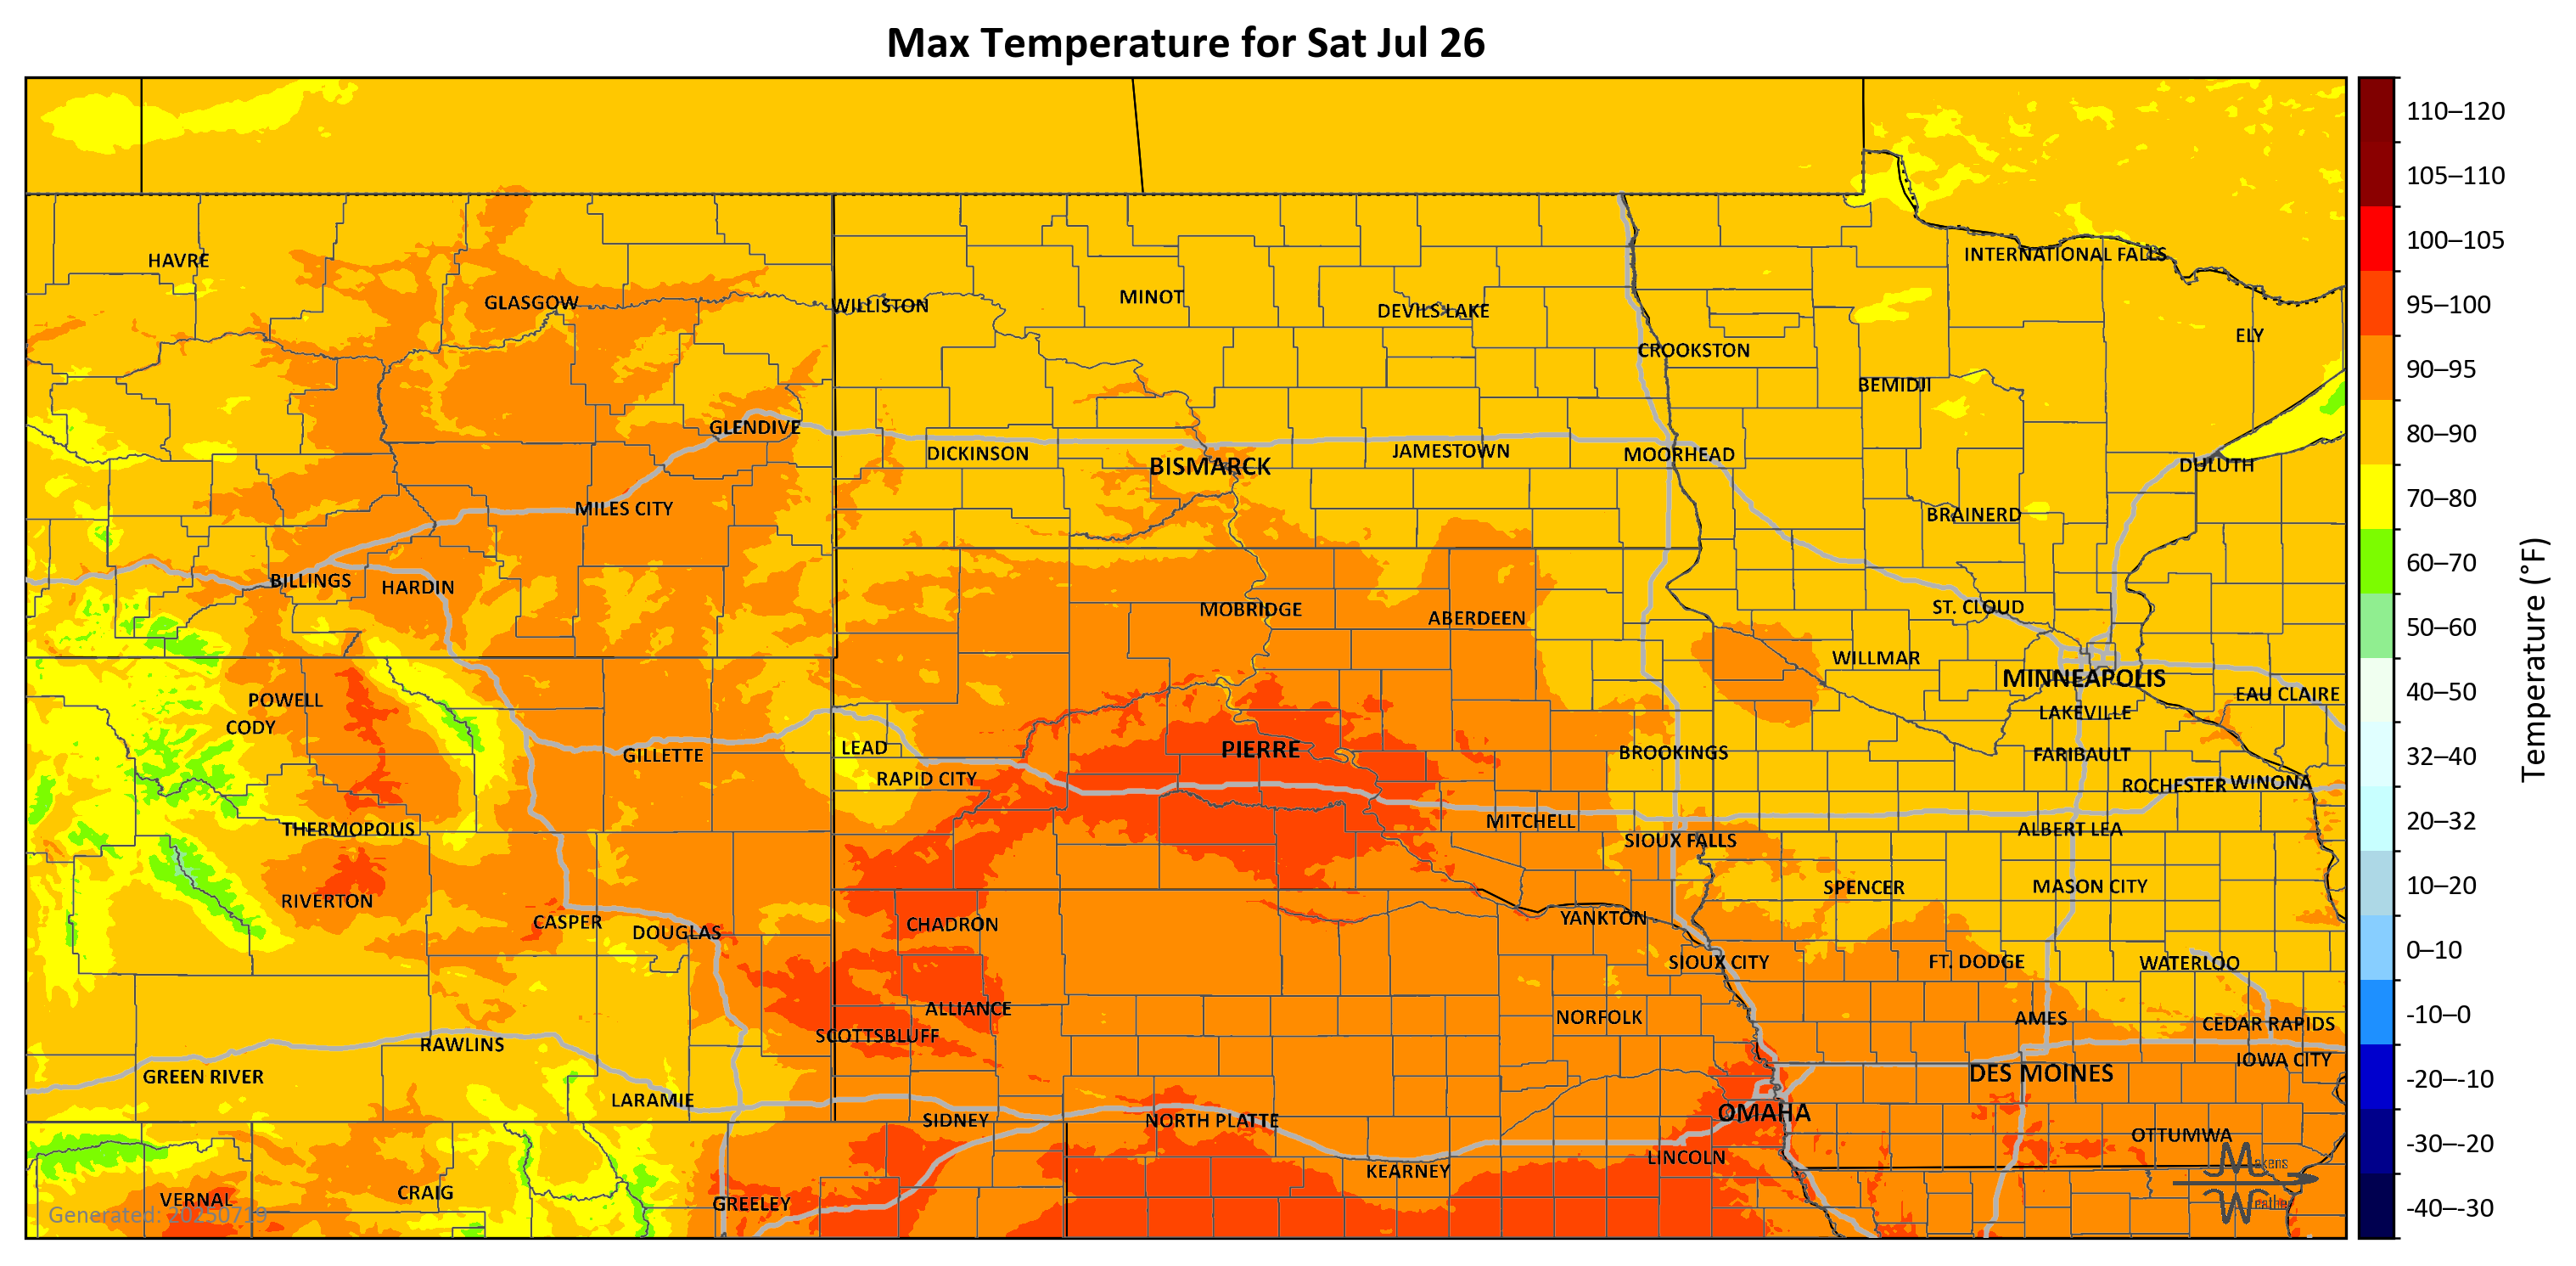 Max Temperature for Sat Jul 26
110–120
105–110
100–105
95–100
90–95
80–90
70–80
60–70
50–60
40–50
32–40
20–32
10–20
0–10
-10–0
-20–-10
-30–-20
-40–-30
Temperature (°F)
HAVRE
INTERNATIONAL FALLS
GLASGOW
WILLISTON
MINOT
DEVILS LAKE
ELY
CROOKSTON
BEMIDJI
GLENDIVE
DICKINSON
BISMARCK
JAMESTOWN
MOORHEAD
DULUTH
MILES CITY
BRAINERD
BILLINGS
HARDIN
MOBRIDGE
ABERDEEN
ST. CLOUD
WILLMAR
MINNEAPOLIS
EAU CLAIRE
POWELL
CODY
LAKEVILLE
GILLETTE
LEAD
PIERRE
BROOKINGS
FARIBAULT
RAPID CITY
ROCHESTER
WINONA
THERMOPOLIS
MITCHELL
SIOUX FALLS
ALBERT LEA
RIVERTON
SPENCER
MASON CITY
CASPER
DOUGLAS
CHADRON
YANKTON
SIOUX CITY
FT. DODGE
WATERLOO
ALLIANCE
SCOTTSBLUFF
NORFOLK
AMES
CEDAR RAPIDS
RAWLINS
IOWA CITY
GREEN RIVER
DES MOINES
LARAMIE
SIDNEY
NORTH PLATTE
OMAHA
OTTUMWA
LINCOLN
KEARNEY
VERNAL
CRAIG
GREELEY
Generated: 20250719
Makens
Weather